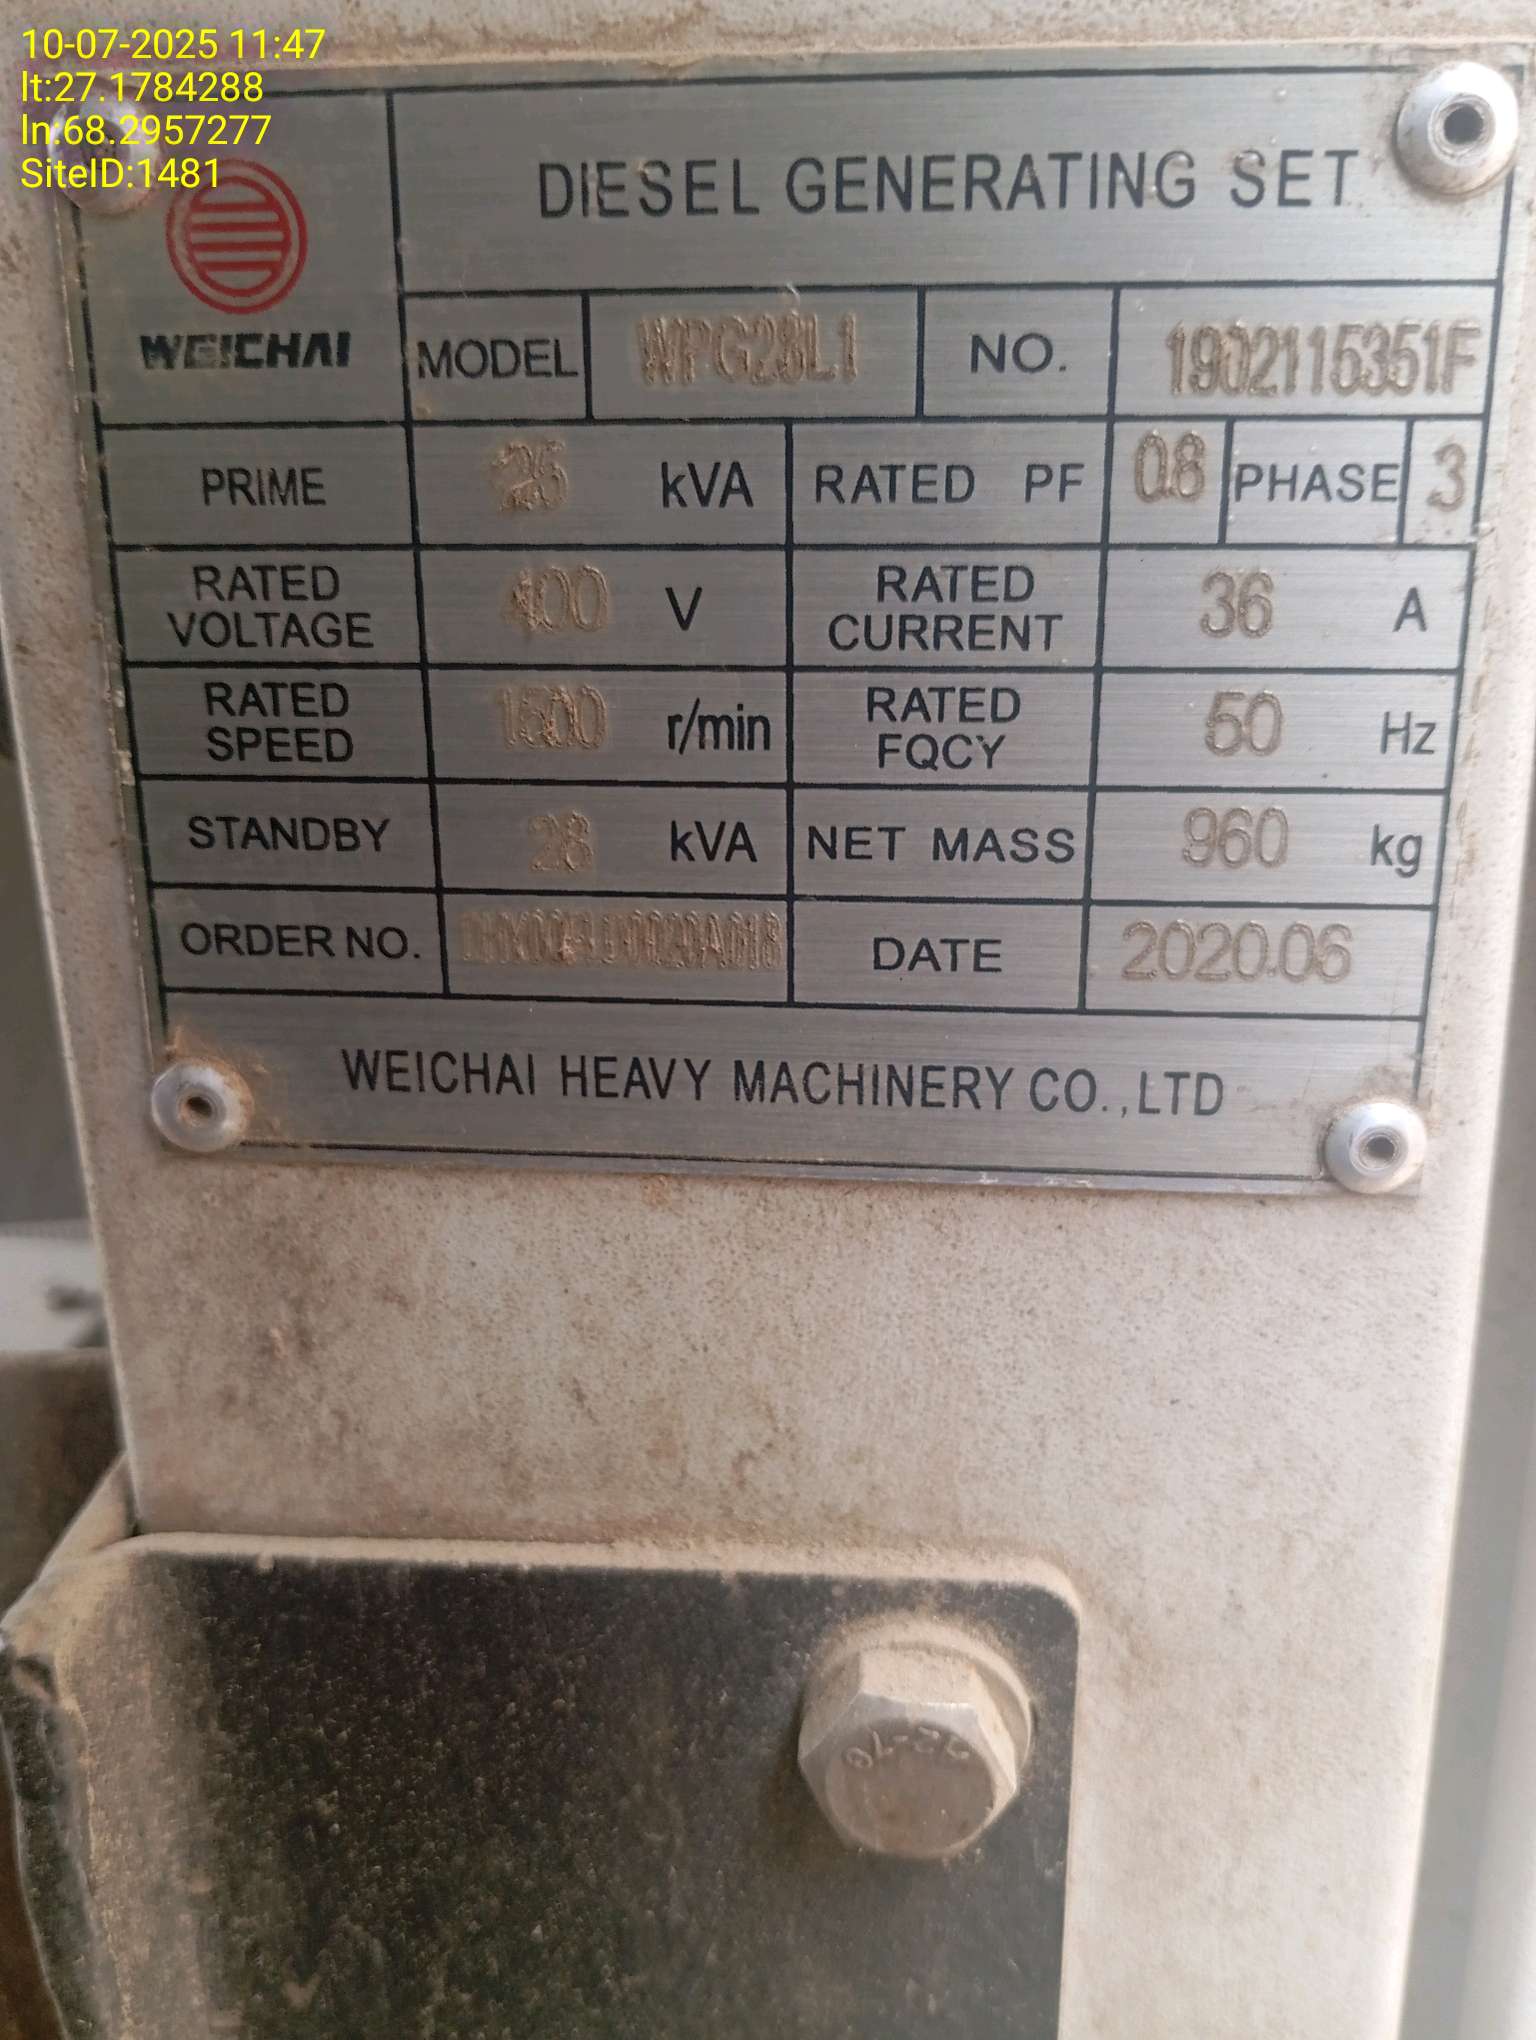 10-07-2025 11:47
lt:27.1784288
ln:68.2957277
SiteID:1481
WEICHAI
DIESEL GENERATING SET
MODEL WPG28L1 NO. 1902115351F
PRIME 25 kVA RATED PF 0.8 PHASE 3
RATED VOLTAGE 400 V RATED CURRENT 36 A
RATED SPEED 1500 r/min RATED FQCY 50 Hz
STANDBY 28 kVA NET MASS 960 kg
ORDER NO. DATE 2020.06
WEICHAI HEAVY MACHINERY CO.,LTD